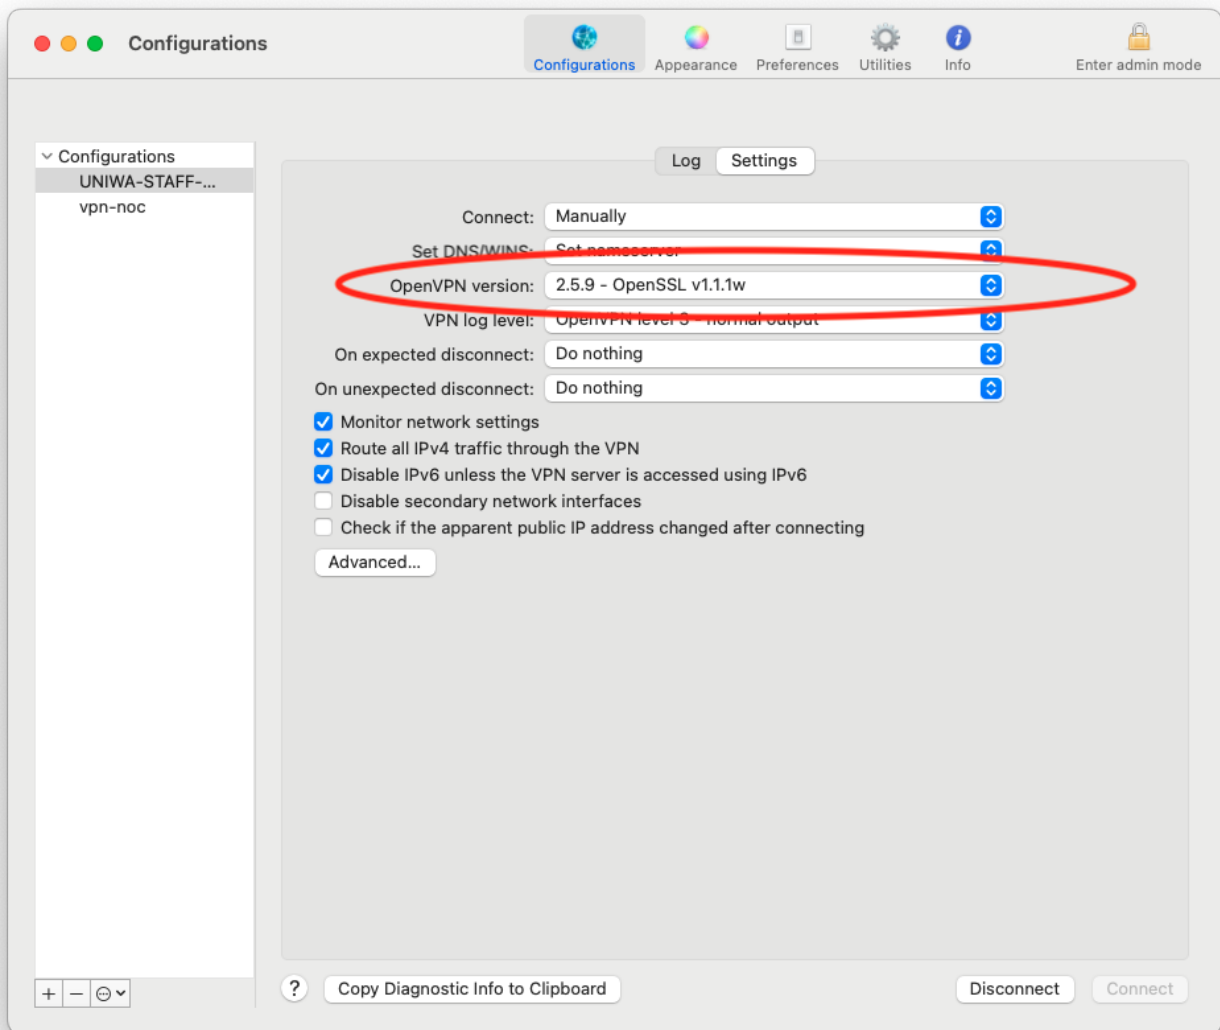 Configurations
Configurations Appearance Preferences Utilities Info Enter admin mode
Configurations
UNIWA-STAFF-...
vpn-noc
Log Settings
Connect: Manually
Set DNS/WINS: Set nameserver
OpenVPN version: 2.5.9 - OpenSSL v1.1.1w
VPN log level: OpenVPN level 3 - normal output
On expected disconnect: Do nothing
On unexpected disconnect: Do nothing
Monitor network settings
Route all IPv4 traffic through the VPN
Disable IPv6 unless the VPN server is accessed using IPv6
Disable secondary network interfaces
Check if the apparent public IP address changed after connecting
Advanced...
? Copy Diagnostic Info to Clipboard Disconnect Connect